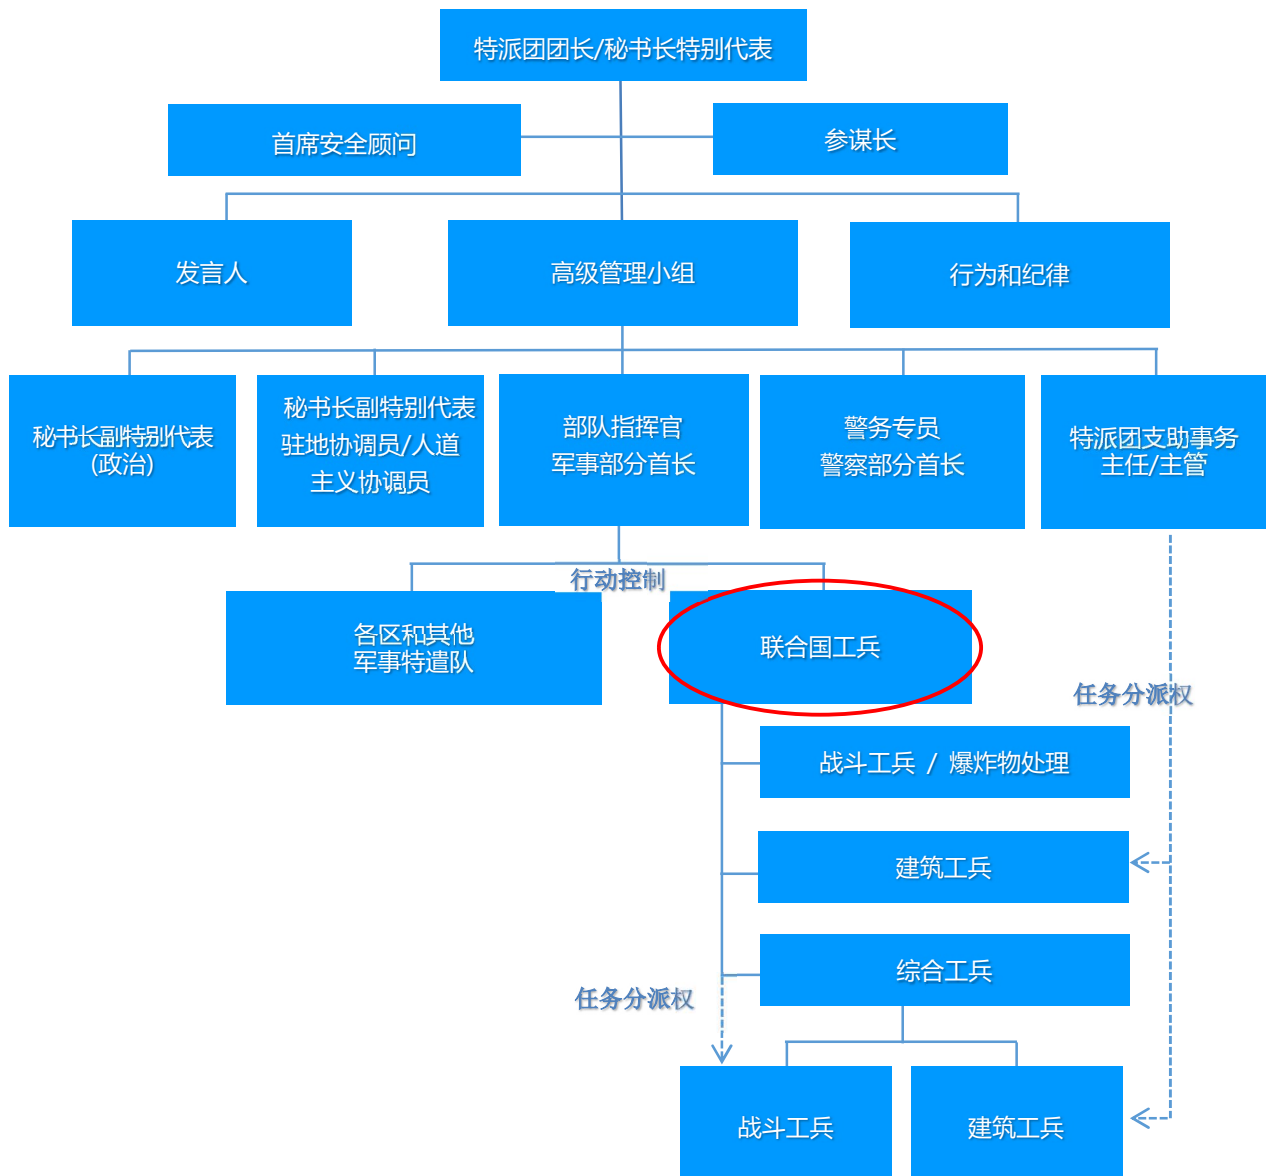 特派团团长/秘书长特别代表
首席安全顾问
参谋长
发言人
高级管理小组
行为和纪律
秘书长副特别代表
(政治)
秘书长副特别代表
驻地协调员/人道
主义协调员
部队指挥官
军事部分首长
警务专员
警察部分首长
特派团支助事务
主任/主管
行动控制
各区和其他
军事特遣队
联合国工兵
任务分派权
战斗工兵 / 爆炸物处理
建筑工兵
综合工兵
任务分派权
战斗工兵
建筑工兵